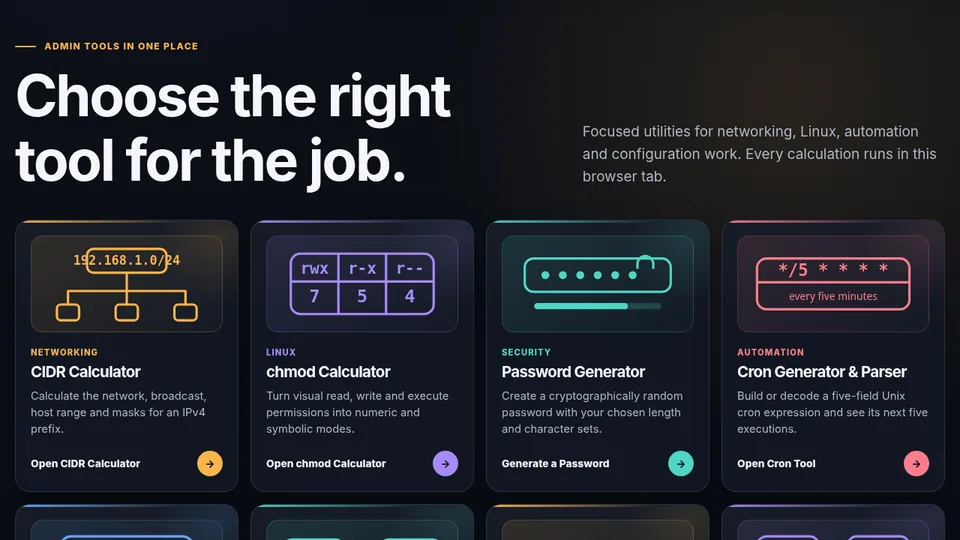 ADMIN TOOLS IN ONE PLACE
Choose the right
tool for the job.
Focused utilities for networking, Linux, automation
and configuration work. Every calculation runs in this
browser tab.
192.168.1.0/24
NETWORKING
CIDR Calculator
Calculate the network, broadcast,
host range and masks for an IPv4
prefix.
Open CIDR Calculator
rwx r-x r--
7 5 4
LINUX
chmod Calculator
Turn visual read, write and execute
permissions into numeric and
symbolic modes.
Open chmod Calculator
SECURITY
Password Generator
Create a cryptographically random
password with your chosen length
and character sets.
Generate a Password
*/5 * * * *
every five minutes
AUTOMATION
Cron Generator & Parser
Build or decode a five-field Unix
cron expression and see its next five
executions.
Open Cron Tool